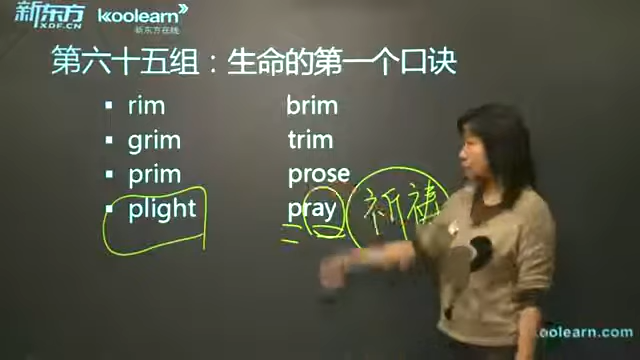 新东方 koolearn
XDF.CN 新东方在线
第六十五组：生命的第一个口诀
rim brim
grim trim
prim prose
plight pray 祈祷
koolearn.com